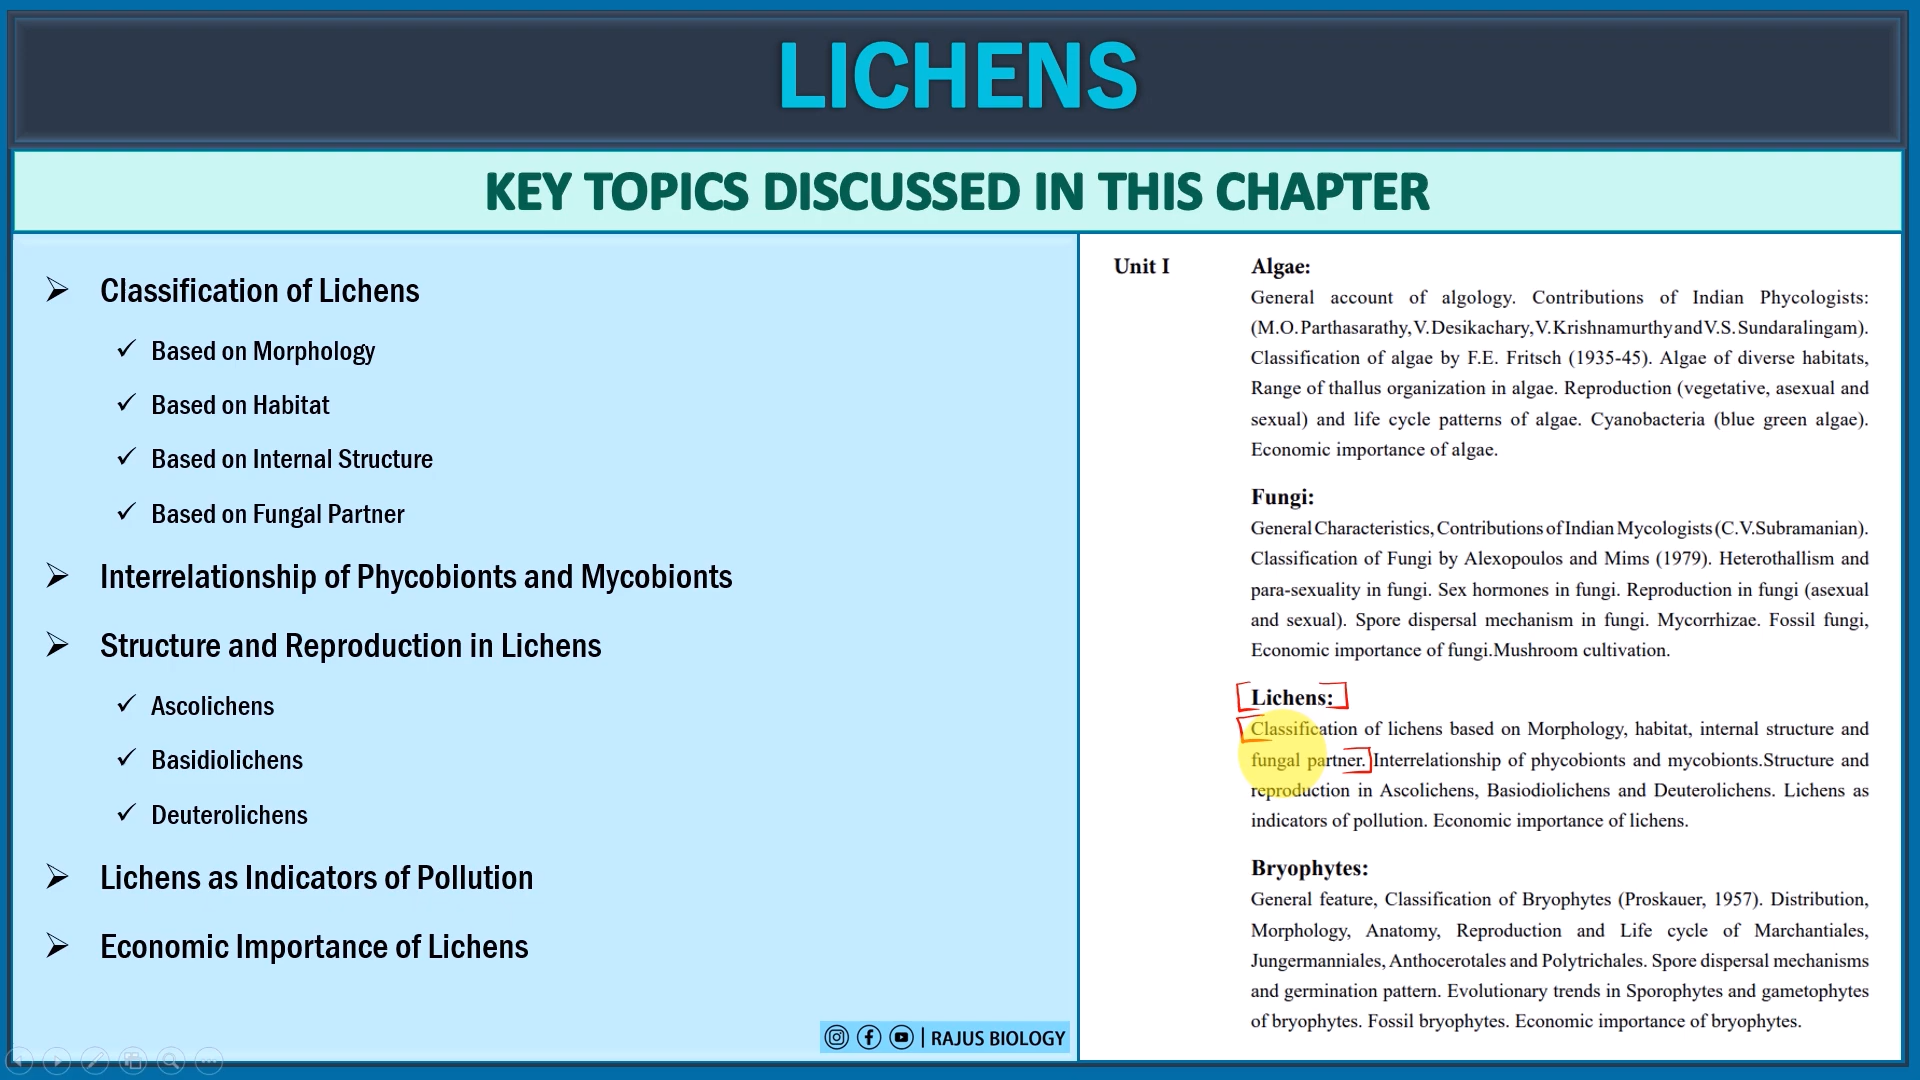 LICHENS
KEY TOPICS DISCUSSED IN THIS CHAPTER
Classification of Lichens
Based on Morphology
Based on Habitat
Based on Internal Structure
Based on Fungal Partner
Interrelationship of Phycobionts and Mycobionts
Structure and Reproduction in Lichens
Ascolichens
Basidiolichens
Deuterolichens
Lichens as Indicators of Pollution
Economic Importance of Lichens
| RAJUS BIOLOGY
Unit I
Algae:
General account of algology. Contributions of Indian Phycologists:
(M.O. Parthasarathy, V. Desikachary, V. Krishnamurthy and V.S. Sundaralingam).
Classification of algae by F.E. Fritsch (1935-45). Algae of diverse habitats,
Range of thallus organization in algae. Reproduction (vegetative, asexual and
sexual) and life cycle patterns of algae. Cyanobacteria (blue green algae).
Economic importance of algae.
Fungi:
General Characteristics, Contributions of Indian Mycologists (C.V.Subramanian).
Classification of Fungi by Alexopoulos and Mims (1979). Heterothallism and
para-sexuality in fungi. Sex hormones in fungi. Reproduction in fungi (asexual
and sexual). Spore dispersal mechanism in fungi. Mycorrhizae. Fossil fungi,
Economic importance of fungi.Mushroom cultivation.
Lichens:
Classification of lichens based on Morphology, habitat, internal structure and
fungal partner. Interrelationship of phycobionts and mycobionts.Structure and
reproduction in Ascolichens, Basiodiolichens and Deuterolichens. Lichens as
indicators of pollution. Economic importance of lichens.
Bryophytes:
General feature, Classification of Bryophytes (Proskauer, 1957). Distribution,
Morphology, Anatomy, Reproduction and Life cycle of Marchantiales,
Jungermanniales, Anthocerotales and Polytrichales. Spore dispersal mechanisms
and germination pattern. Evolutionary trends in Sporophytes and gametophytes
of bryophytes. Fossil bryophytes. Economic importance of bryophytes.